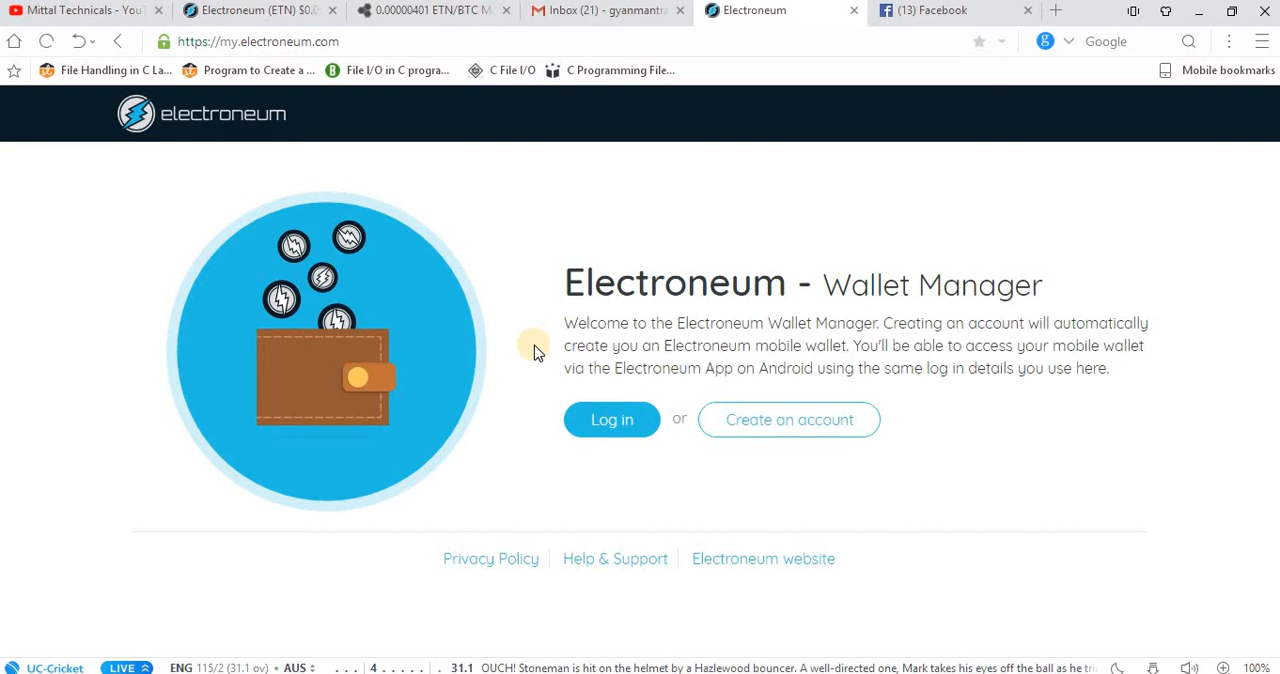 Mittal Technicals - You
Electroneum (ETN) $0.0
0.00000401 ETN/BTC M
Inbox (21) - gyanmantra
Electroneum
(13) Facebook
https://my.electroneum.com
Google
File Handling in C La...
Program to Create a ...
File I/O in C progra...
C File I/O
C Programming File...
Mobile bookmarks
electroneum
Electroneum - Wallet Manager
Welcome to the Electroneum Wallet Manager. Creating an account will automatically
create you an Electroneum mobile wallet. You'll be able to access your mobile wallet
via the Electroneum App on Android using the same log in details you use here.
Log in or Create an account
Privacy Policy Help & Support Electroneum website
UC-Cricket LIVE ENG 115/2 (31.1 ov) • AUS . . . 4 . . . . . . 31.1 OUCH! Stoneman is hit on the helmet by a Hazlewood bouncer. A well-directed one, Mark takes his eyes off the ball as he tri 100%